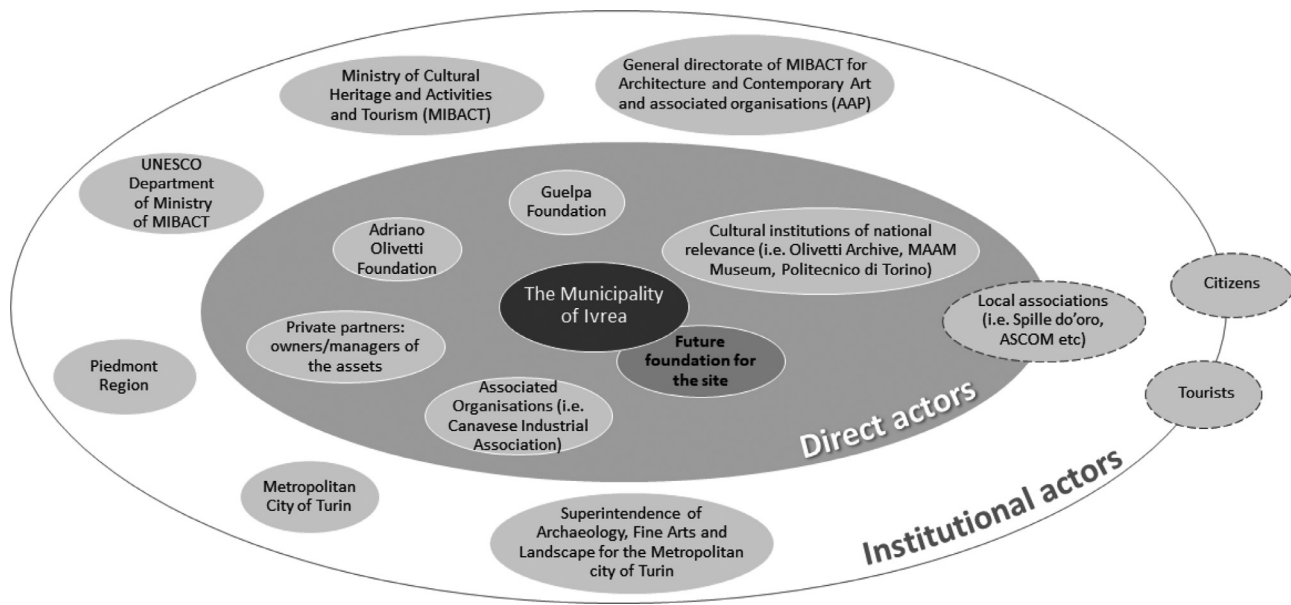 Ministry of Cultural
Heritage and Activities
and Tourism (MIBACT)
General directorate of MIBACT for
Architecture and Contemporary Art
and associated organisations (AAP)
UNESCO
Department
of Ministry
of MIBACT
Guelpa
Foundation
Adriano
Olivetti
Foundation
Cultural institutions of national
relevance (i.e. Olivetti Archive, MAAM
Museum, Politecnico di Torino)
The Municipality
of Ivrea
Citizens
Local associations
(i.e. Spille do’oro,
ASCOM etc)
Private partners:
owners/managers of
the assets
Future
foundation for
the site
Piedmont
Region
Associated
Organisations (i.e.
Canavese Industrial
Association)
Tourists
Direct actors
Institutional actors
Metropolitan
City of Turin
Superintendence of
Archaeology, Fine Arts and
Landscape for the Metropolitan
city of Turin